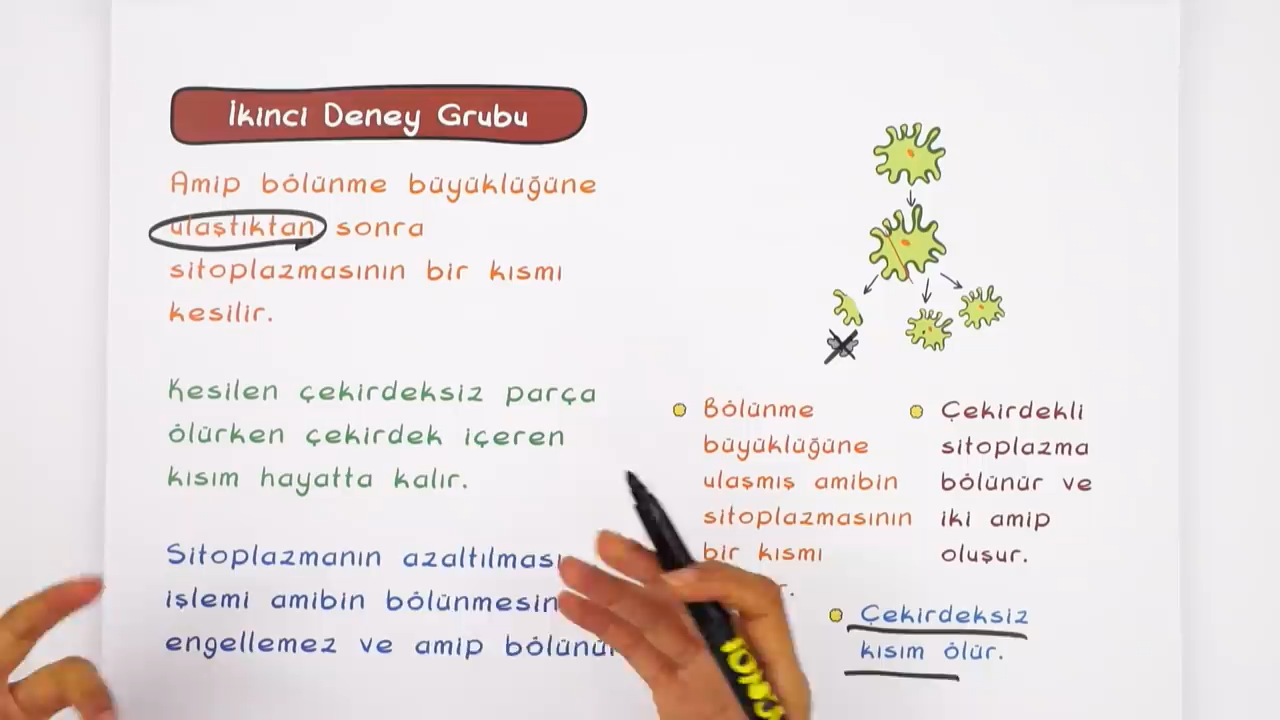 İkinci Deney Grubu
Amip bölünme büyüklüğüne
ulaştıktan sonra
sitoplazmasının bir kısmı
kesilir.
Kesilen çekirdeksiz parça
ölürken çekirdek içeren
kısım hayatta kalır.
Sitoplazmanın azaltılması
işlemi amibin
engellemez ve amip
Bölünme
büyüklüğüne
ulaşmış amibin
sitoplazmasının
bir kısmı
Çekirdekli
sitoplazma
bölünür ve
iki amip
oluşur.
Çekirdeksiz
kısım ölür.